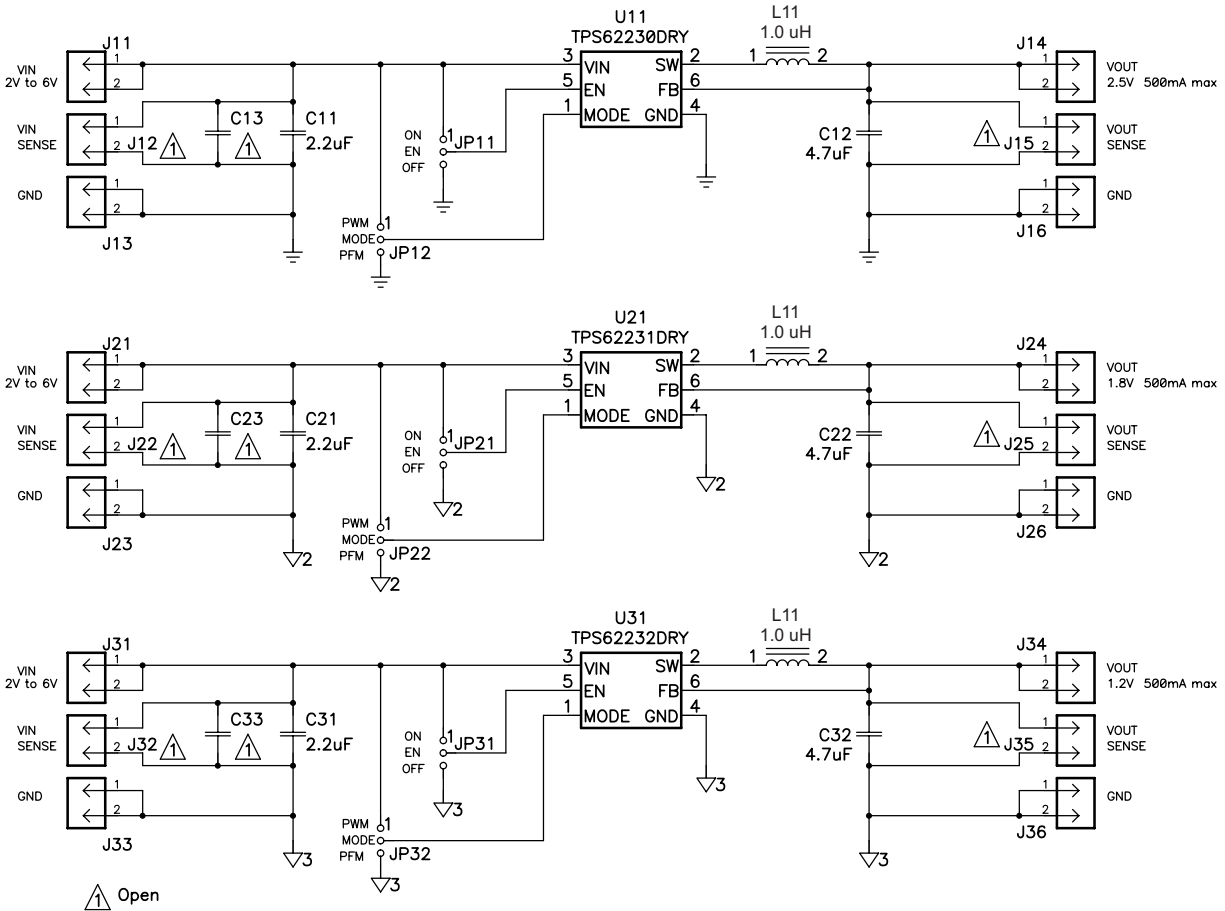 U11
TPS62230DRY
L11
1.0 uH
J11
1
2
VIN
2V to 6V
3 VIN
5 EN
1 MODE
SW 2
FB 6
GND 4
1 2
J14
1
2
VOUT
2.5V 500mA max
VIN
SENSE
1
2
J12 1
C13
1
C11
2.2uF
ON
EN
OFF
1
JP11
C12
4.7uF
1 J15
1
2
VOUT
SENSE
GND
1
2
J13
PWM
MODE
PFM
1
JP12
1
2
J16
GND
U21
TPS62231DRY
L11
1.0 uH
J21
1
2
VIN
2V to 6V
3 VIN
5 EN
1 MODE
SW 2
FB 6
GND 4
1 2
J24
1
2
VOUT
1.8V 500mA max
VIN
SENSE
1
2
J22 1
C23
1
C21
2.2uF
ON
EN
OFF
1
JP21
2
2
C22
4.7uF
1 J25
1
2
VOUT
SENSE
GND
1
2
J23
2
PWM
MODE
PFM
1
JP22
2
2
1
2
J26
GND
U31
TPS62232DRY
L11
1.0 uH
J31
1
2
VIN
2V to 6V
3 VIN
5 EN
1 MODE
SW 2
FB 6
GND 4
1 2
J34
1
2
VOUT
1.2V 500mA max
VIN
SENSE
1
2
J32 1
C33
1
C31
2.2uF
ON
EN
OFF
1
JP31
3
3
C32
4.7uF
1 J35
1
2
VOUT
SENSE
GND
1
2
J33
3
PWM
MODE
PFM
1
JP32
3
3
1
2
J36
GND
1 Open